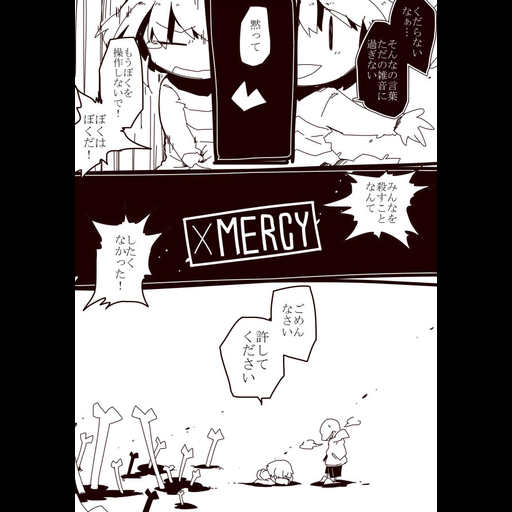 くだらない
なぁ…
そんなの言葉
ただの雑音に
過ぎない
黙って
もうぼくを
操作しないで！
ぼくは
ぼくだ！
みんなを
殺すこと
なんて
MERCY
したく
なかった！
ごめん
なさい
許して
ください